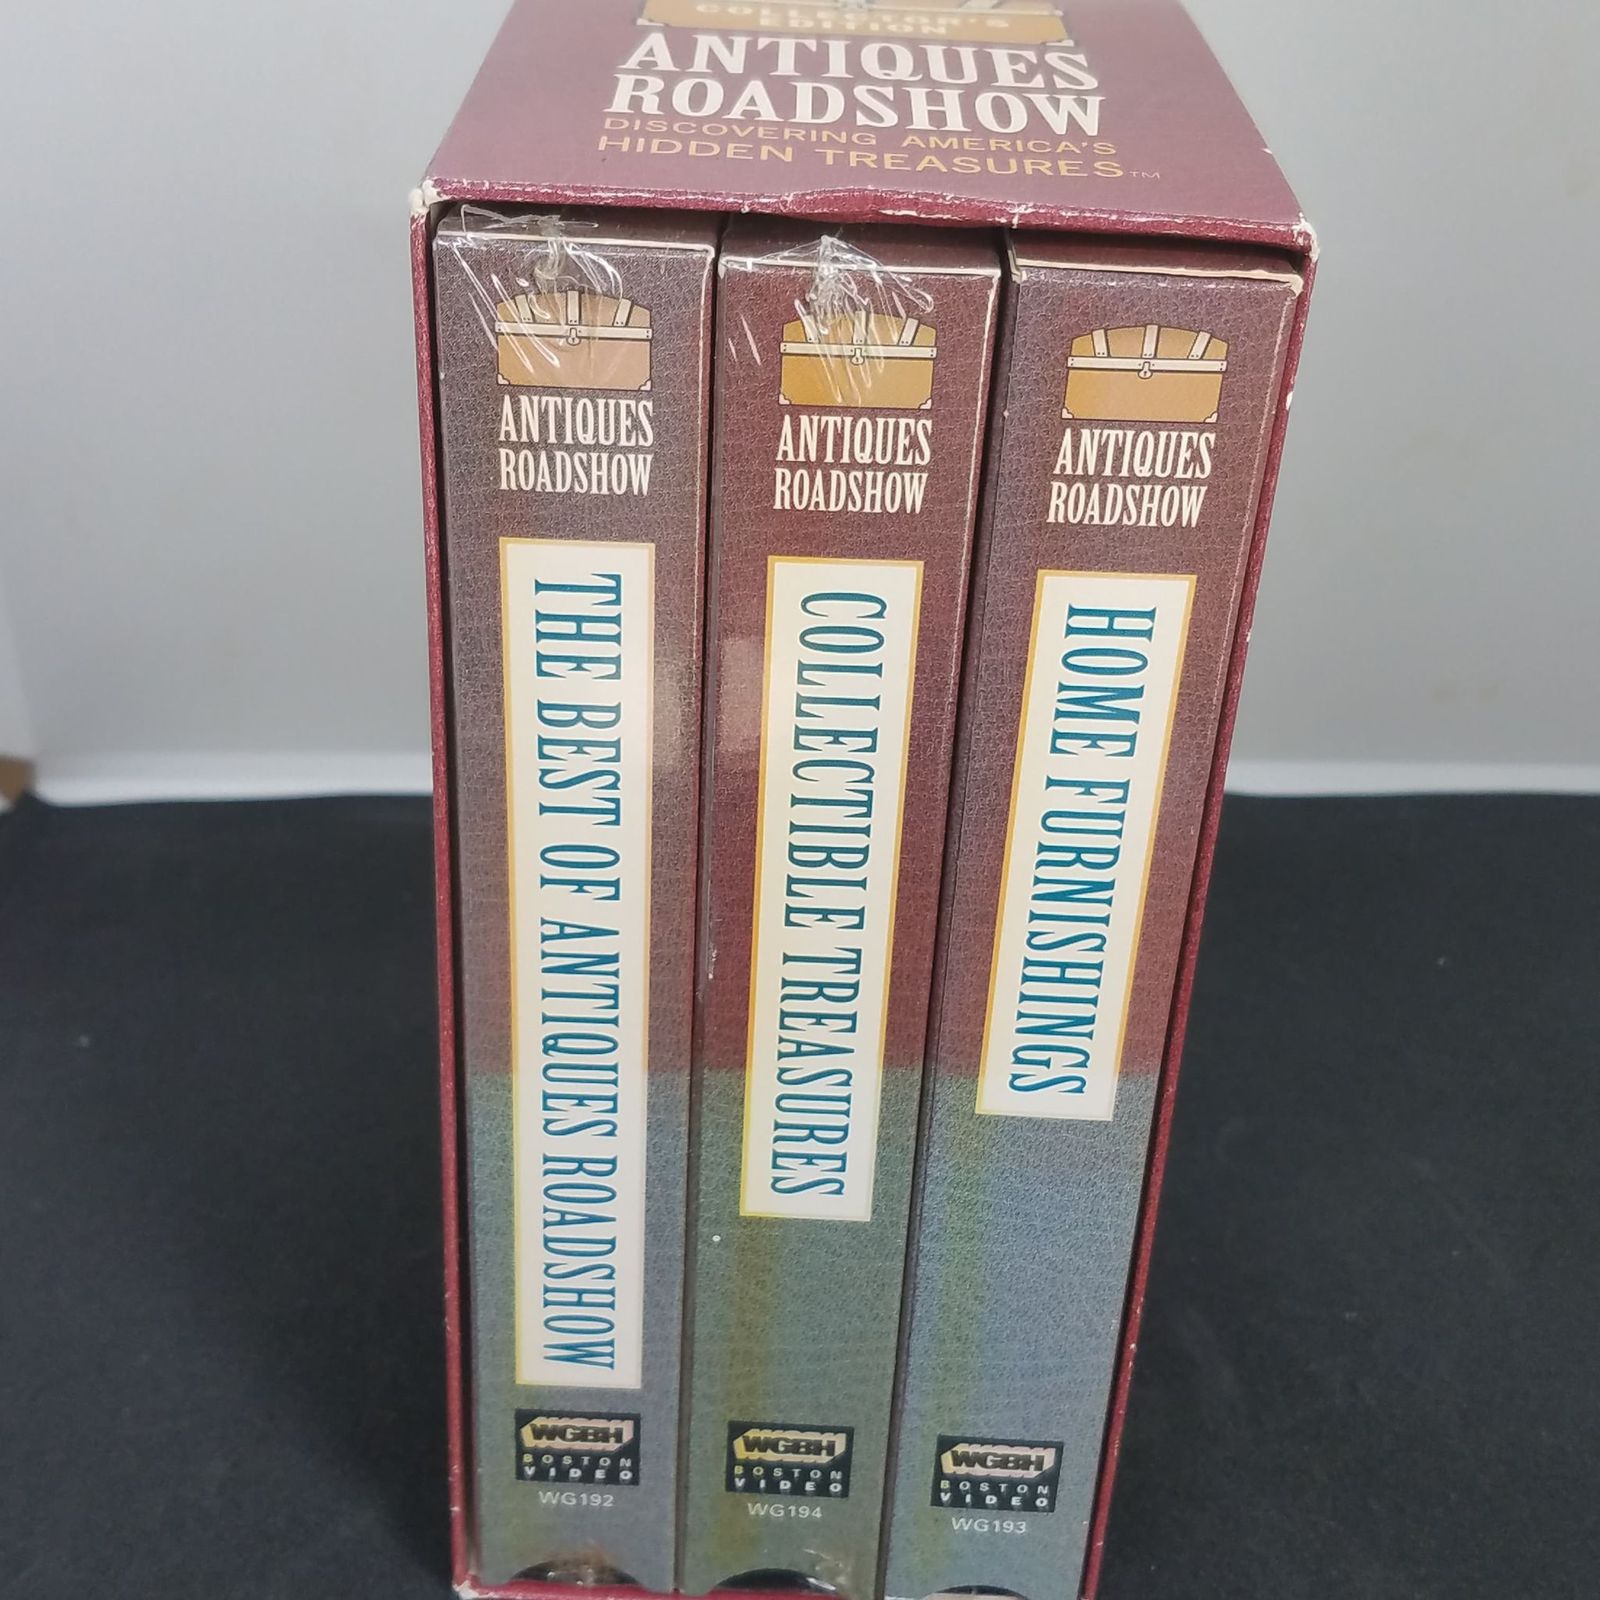 COLLECTOR'S
EDITION
ANTIQUES
ROADSHOW
DISCOVERING AMERICA'S
HIDDEN TREASURES™
ANTIQUES
ROADSHOW
THE BEST OF ANTIQUES ROADSHOW
WGBH
BOSTON
VIDEO
WG192
ANTIQUES
ROADSHOW
COLLECTIBLE TREASURES
WGBH
BOSTON
VIDEO
WG194
ANTIQUES
ROADSHOW
HOME FURNISHINGS
WGBH
BOSTON
VIDEO
WG193